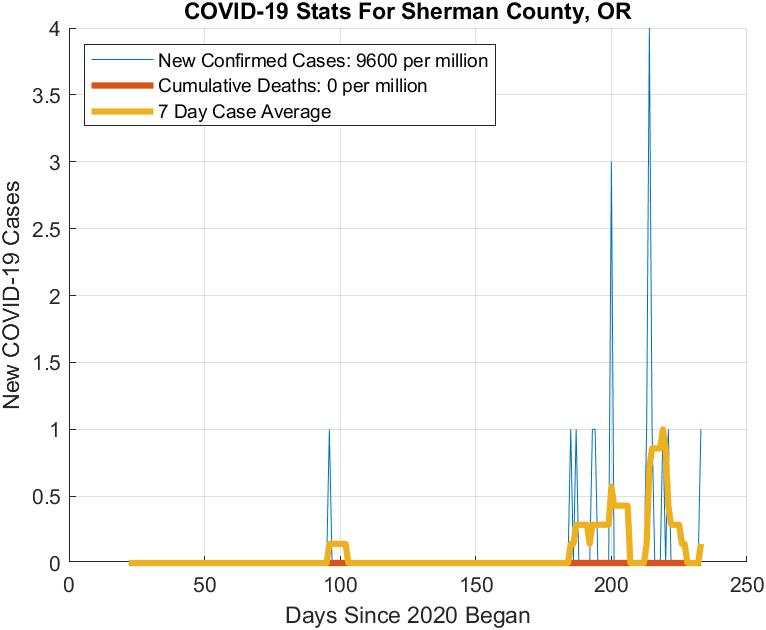 COVID-19 Stats For Sherman County, OR
New Confirmed Cases: 9600 per million
Cumulative Deaths: 0 per million
7 Day Case Average
New COVID-19 Cases
4
3.5
3
2.5
2
1.5
1
0.5
0
0 50 100 150 200 250
Days Since 2020 Began